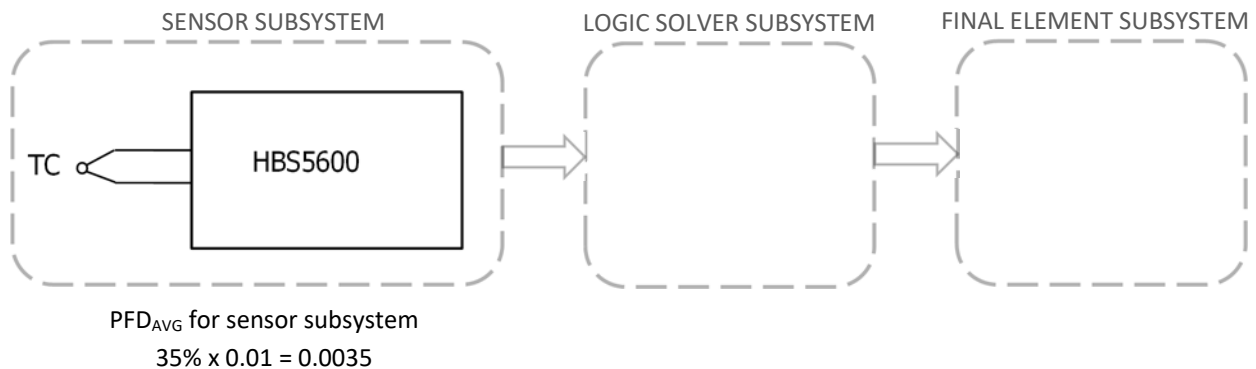 SENSOR SUBSYSTEM
LOGIC SOLVER SUBSYSTEM
FINAL ELEMENT SUBSYSTEM
TC
HBS5600
PFDAVG for sensor subsystem
35% x 0.01 = 0.0035